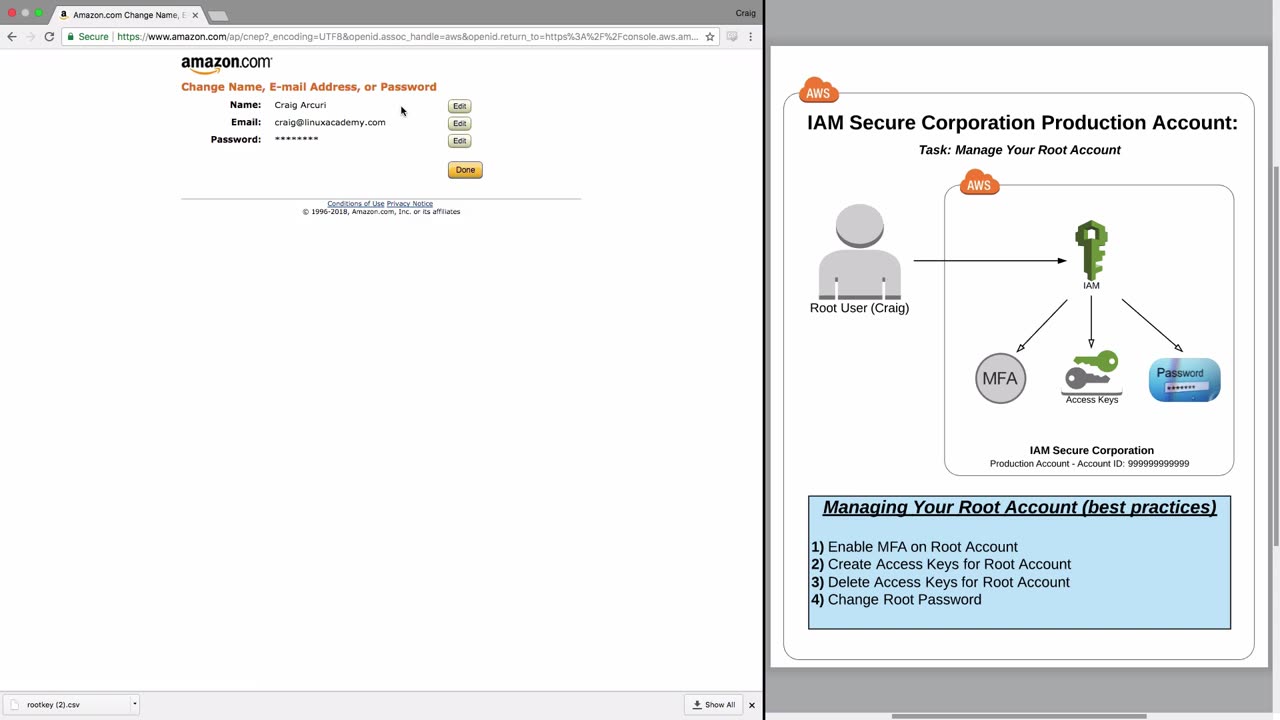 Amazon.com Change Name, E
Craig
Secure
https://www.amazon.com/ap/cnep?_encoding=UTF8&openid.assoc_handle=aws&openid.return_to=https%3A%2F%2Fconsole.aws.am...
amazon.com
Change Name, E-mail Address, or Password
Name: Craig Arcuri Edit
Email: craig@linuxacademy.com Edit
Password: ******** Edit
Done
Conditions of Use Privacy Notice
© 1996-2018, Amazon.com, Inc. or its affiliates
rootkey (2).csv
Show All
AWS
IAM Secure Corporation Production Account:
Task: Manage Your Root Account
AWS
IAM
Root User (Craig)
MFA
Access Keys
Password
*******
IAM Secure Corporation
Production Account - Account ID: 999999999999
Managing Your Root Account (best practices)
1) Enable MFA on Root Account
2) Create Access Keys for Root Account
3) Delete Access Keys for Root Account
4) Change Root Password